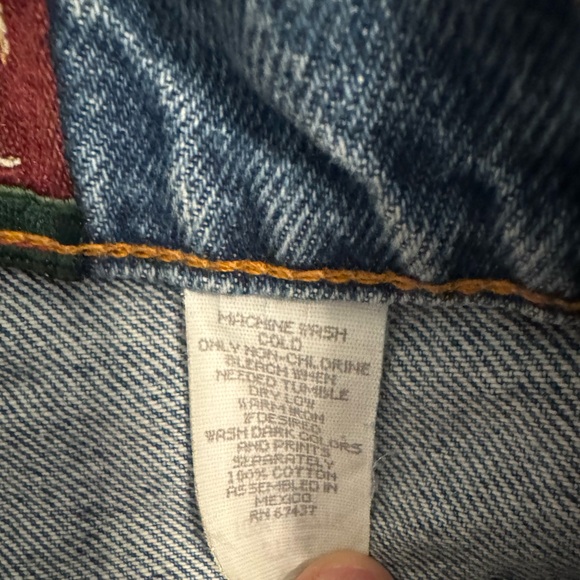 MACHINE WASH
COLD
ONLY NON-CHLORINE
BLEACH WHEN
NEEDED TUMBLE
DRY LOW
WARM IRON
IF DESIRED
WASH DARK COLORS
AND PRINTS
SEPARATLY
100% COTTON
ASSEMBLED IN
MEXICO
RN 67437